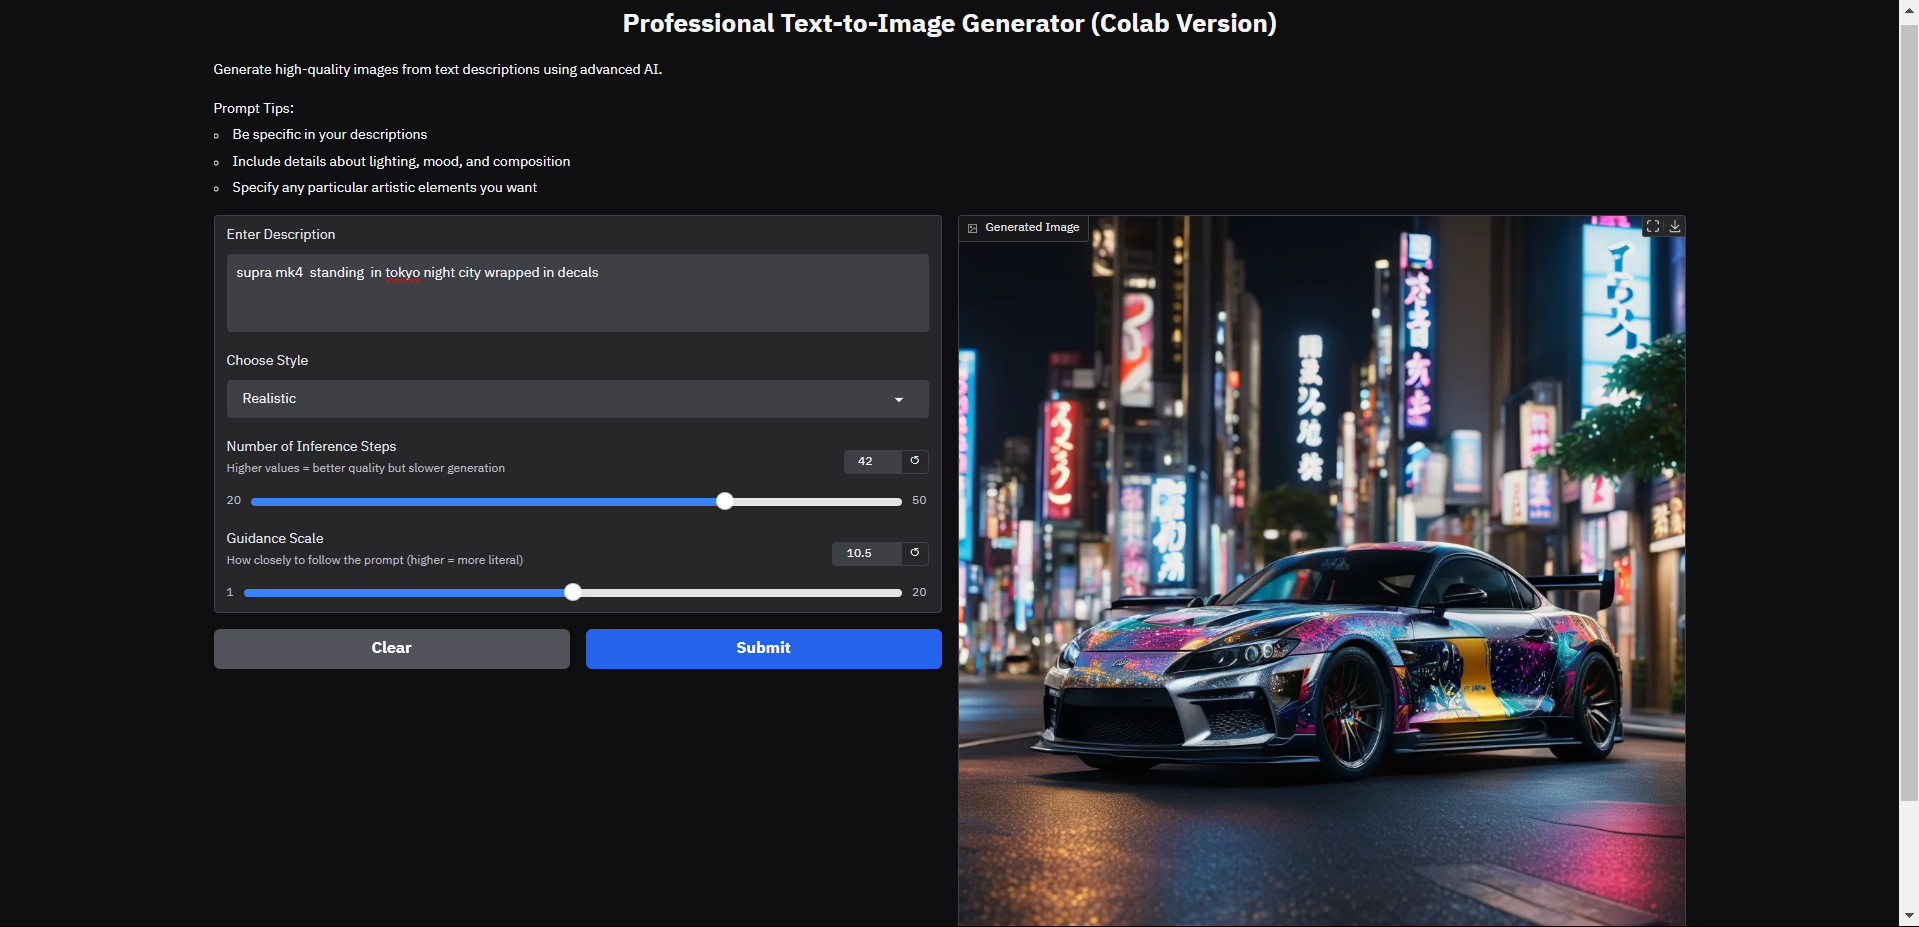 Professional Text-to-Image Generator (Colab Version)
Generate high-quality images from text descriptions using advanced AI.
Prompt Tips:
Be specific in your descriptions
Include details about lighting, mood, and composition
Specify any particular artistic elements you want
Enter Description
supra mk4  standing  in tokyo night city wrapped in decals
Choose Style
Realistic
Number of Inference Steps
Higher values = better quality but slower generation
42
20
50
Guidance Scale
How closely to follow the prompt (higher = more literal)
10.5
1
20
Clear
Submit
Generated Image